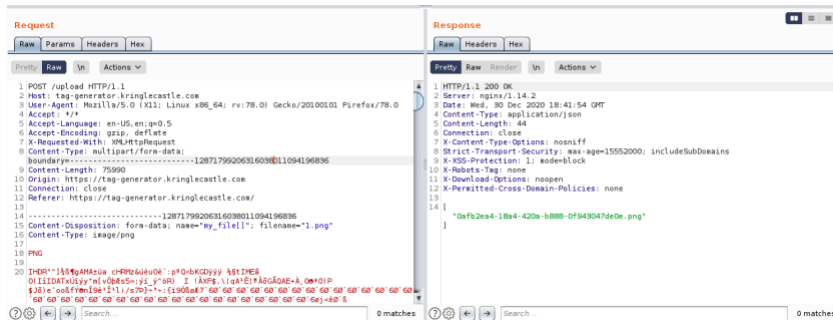 Request
Raw Params Headers Hex
Pretty Raw \n Actions
1 POST /upload HTTP/1.1
2 Host: tag-generator.kringlecastle.com
3 User-Agent: Mozilla/5.0 (X11; Linux x86_64; rv:78.0) Gecko/20100101 Firefox/78.0
4 Accept: */*
5 Accept-Language: en-US,en;q=0.5
6 Accept-Encoding: gzip, deflate
7 X-Requested-With: XMLHttpRequest
8 Content-Type: multipart/form-data;
boundary=---------------------------12871799206316038011094196836
9 Content-Length: 75990
10 Origin: https://tag-generator.kringlecastle.com
11 Connection: close
12 Referer: https://tag-generator.kringlecastle.com/
13
14 -----------------------------12871799206316038011094196836
15 Content-Disposition: form-data; name="my_file[]"; filename="1.png"
16 Content-Type: image/png
17
18 PNG
19
20
Search... 0 matches
Response
Raw Headers Hex
Pretty Raw Render \n Actions
1 HTTP/1.1 200 OK
2 Server: nginx/1.14.2
3 Date: Wed, 30 Dec 2020 18:41:54 GMT
4 Content-Type: application/json
5 Content-Length: 44
6 Connection: close
7 X-Content-Type-Options: nosniff
8 Strict-Transport-Security: max-age=15552000; includeSubDomains
9 X-XSS-Protection: 1; mode=block
10 X-Robots-Tag: none
11 X-Download-Options: noopen
12 X-Permitted-Cross-Domain-Policies: none
13
14 [
"0afb2ea4-18a4-420a-b888-0f943047de0e.png"
]
Search... 0 matches